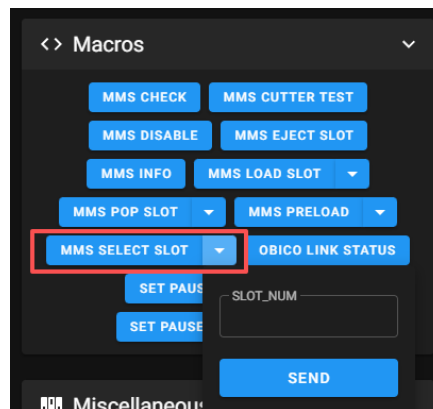 <> Macros
MMS CHECK MMS CUTTER TEST
MMS DISABLE MMS EJECT SLOT
MMS INFO MMS LOAD SLOT
MMS POP SLOT MMS PRELOAD
MMS SELECT SLOT OBICO LINK STATUS
SET PAUS
SLOT_NUM
SET PAUSE
SEND
Miscellaneou